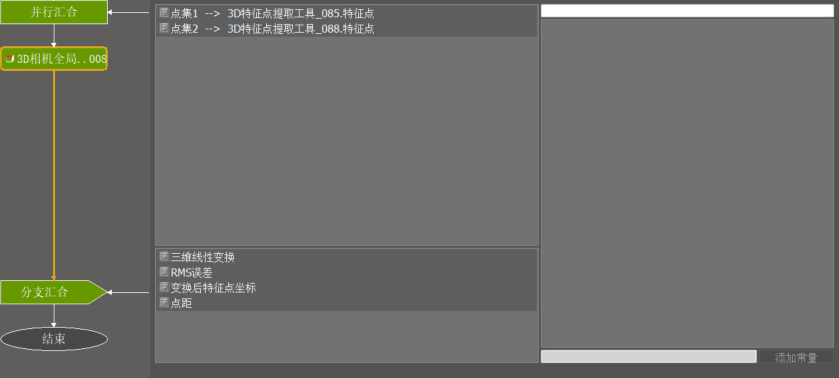 并行汇合
3D相机全局..008
分支汇合
结束
点集1 --> 3D特征点提取工具_085.特征点
点集2 --> 3D特征点提取工具_088.特征点
三维线性变换
RMS误差
变换后特征点坐标
点距
添加常量